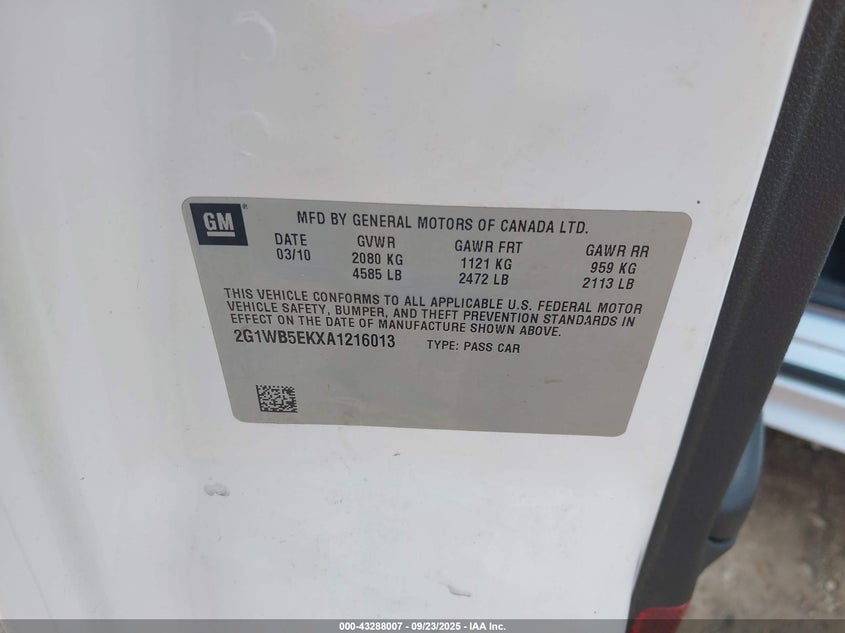 GM®
MFD BY GENERAL MOTORS OF CANADA LTD.
DATE GVWR GAWR FRT GAWR RR
03/10 2080 KG 1121 KG 959 KG
4585 LB 2472 LB 2113 LB
THIS VEHICLE CONFORMS TO ALL APPLICABLE U.S. FEDERAL MOTOR
VEHICLE SAFETY, BUMPER, AND THEFT PREVENTION STANDARDS IN
EFFECT ON THE DATE OF MANUFACTURE SHOWN ABOVE.
2G1WB5EKXA1216013 TYPE: PASS CAR
000-43288007 - 09/23/2025 - IAA Inc.